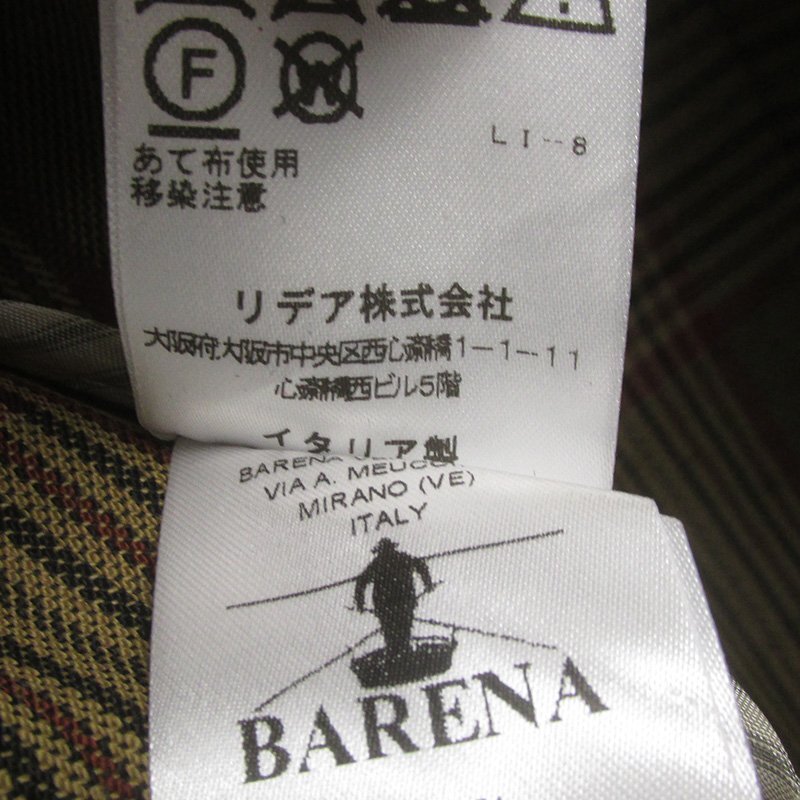 F
W
LI--8
あて布使用
移染注意
リデア株式会社
大阪府大阪市中央区西心斎橋1-1-11
心斎橋西ビル5階
イタリア製
BARENA
VIA A. MEUCCI
MIRANO (VE)
ITALY
BARENA